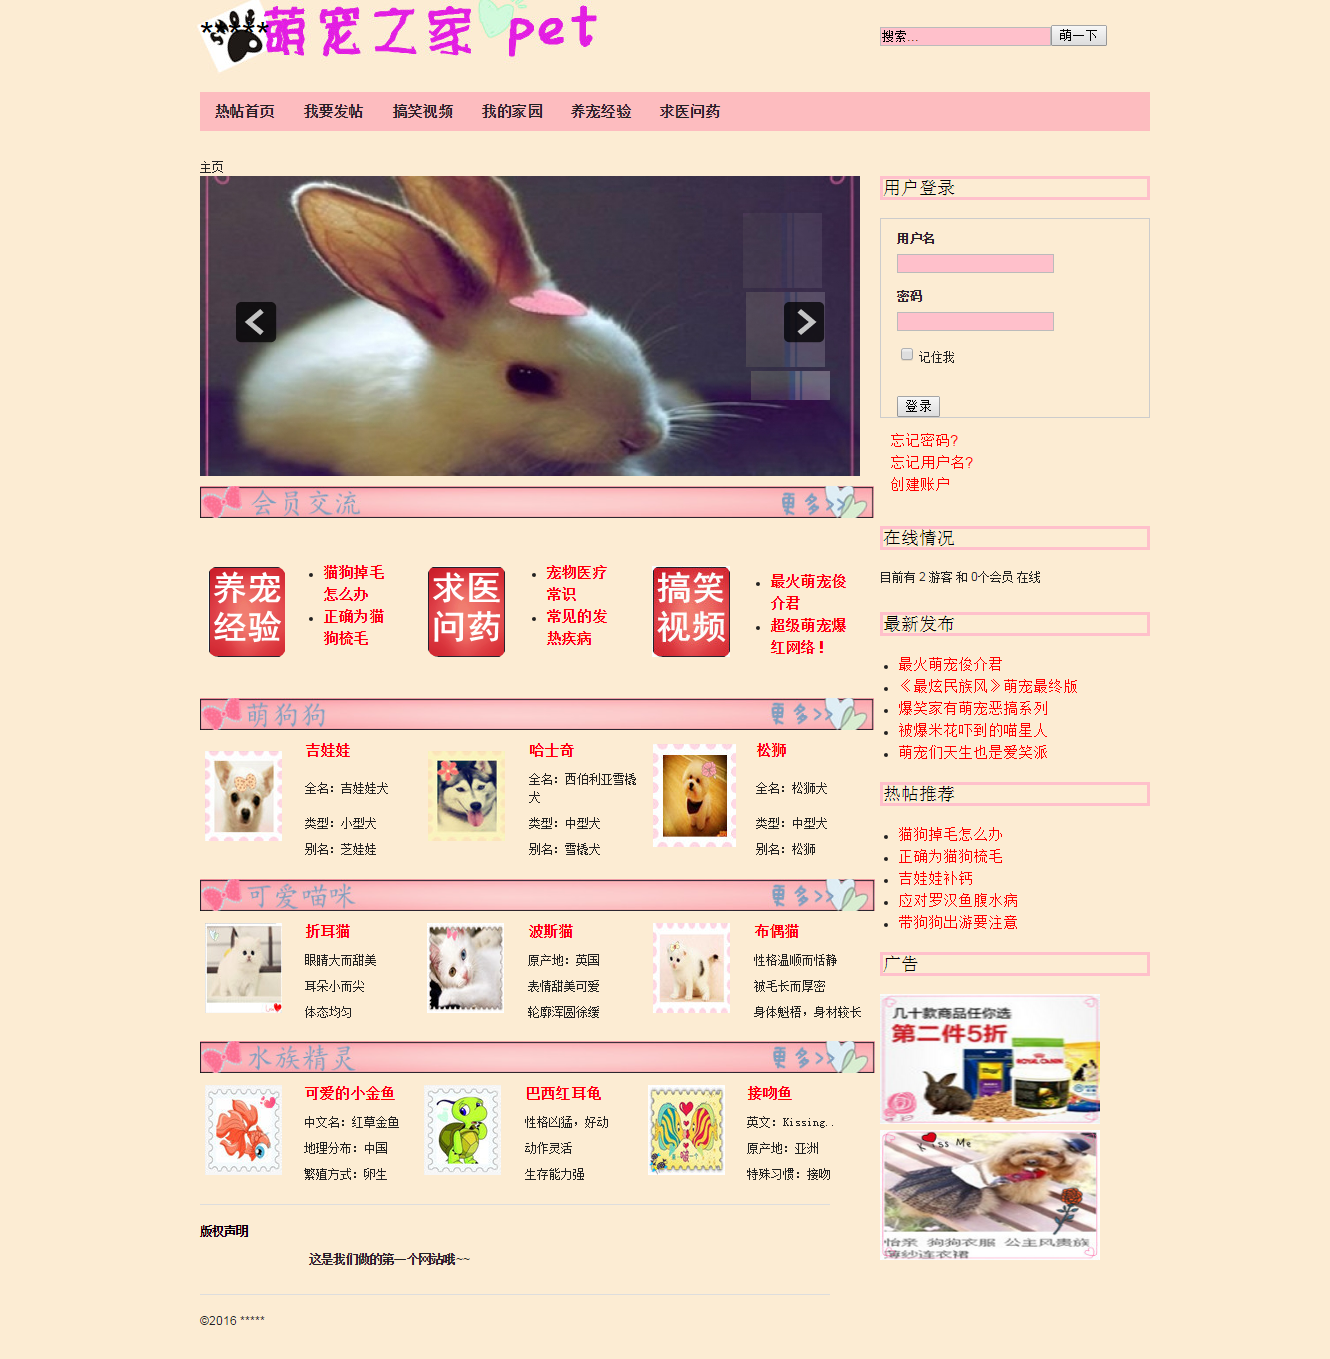 萌宠之家 pet
搜索...
萌一下
热帖首页 我要发帖 搞笑视频 我的家园 养宠经验 求医问药
主页
会员交流 更多>>
养宠经验
猫狗掉毛怎么办
正确为猫狗梳毛
求医问药
宠物医疗常识
常见的发热疾病
搞笑视频
最火萌宠俊介君
超级萌宠爆红网络！
萌狗狗 更多>>
吉娃娃
全名：吉娃娃犬
类型：小型犬
别名：芝娃娃
哈士奇
全名：西伯利亚雪橇犬
类型：中型犬
别名：雪橇犬
松狮
全名：松狮犬
类型：中型犬
别名：松狮
可爱喵咪 更多>>
折耳猫
眼睛大而甜美
耳朵小而尖
体态均匀
波斯猫
原产地：英国
表情甜美可爱
轮廓浑圆徐缓
布偶猫
性格温顺而恬静
被毛长而厚密
身体魁梧，身材较长
水族精灵 更多>>
可爱的小金鱼
中文名：红草金鱼
地理分布：中国
繁殖方式：卵生
巴西红耳龟
性格凶猛，好动
动作灵活
生存能力强
接吻鱼
英文：Kissing..
原产地：亚洲
特殊习惯：接吻
版权声明
这是我们做的第一个网站哦~~
©2016 *****
用户登录
用户名
密码
记住我
登录
忘记密码?
忘记用户名?
创建账户
在线情况
目前有 2 游客 和 0个会员 在线
最新发布
最火萌宠俊介君
《最炫民族风》萌宠最终版
爆笑家有萌宠恶搞系列
被爆米花吓到的喵星人
萌宠们天生也是爱笑派
热帖推荐
猫狗掉毛怎么办
正确为猫狗梳毛
吉娃娃补钙
应对罗汉鱼腹水病
带狗狗出游要注意
广告
几十款商品任你选
第二件5折
ROYAL CANIN
Kiss Me
怡亲 狗狗衣服 公主风贵族
薄纱连衣裙